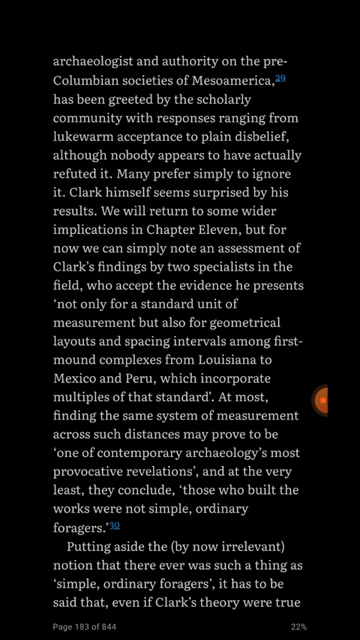 archaeologist and authority on the pre-
Columbian societies of Mesoamerica,29
has been greeted by the scholarly
community with responses ranging from
lukewarm acceptance to plain disbelief,
although nobody appears to have actually
refuted it. Many prefer simply to ignore
it. Clark himself seems surprised by his
results. We will return to some wider
implications in Chapter Eleven, but for
now we can simply note an assessment of
Clark’s findings by two specialists in the
field, who accept the evidence he presents
‘not only for a standard unit of
measurement but also for geometrical
layouts and spacing intervals among first-
mound complexes from Louisiana to
Mexico and Peru, which incorporate
multiples of that standard’. At most,
finding the same system of measurement
across such distances may prove to be
‘one of contemporary archaeology’s most
provocative revelations’, and at the very
least, they conclude, ‘those who built the
works were not simple, ordinary
foragers.’30
Putting aside the (by now irrelevant)
notion that there ever was such a thing as
‘simple, ordinary foragers’, it has to be
said that, even if Clark’s theory were true
Page 183 of 844 22%